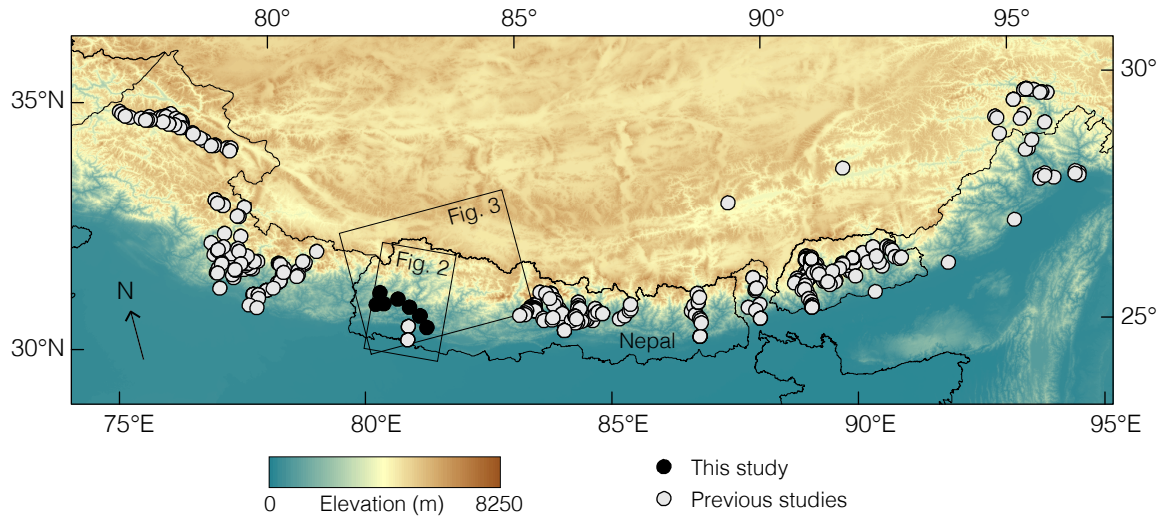 80° 85° 90° 95°
30°
35°N
Fig. 3
Fig. 2
N
25°
Nepal
30°N
75°E 80°E 85°E 90°E 95°E
This study
0 Elevation (m) 8250
Previous studies